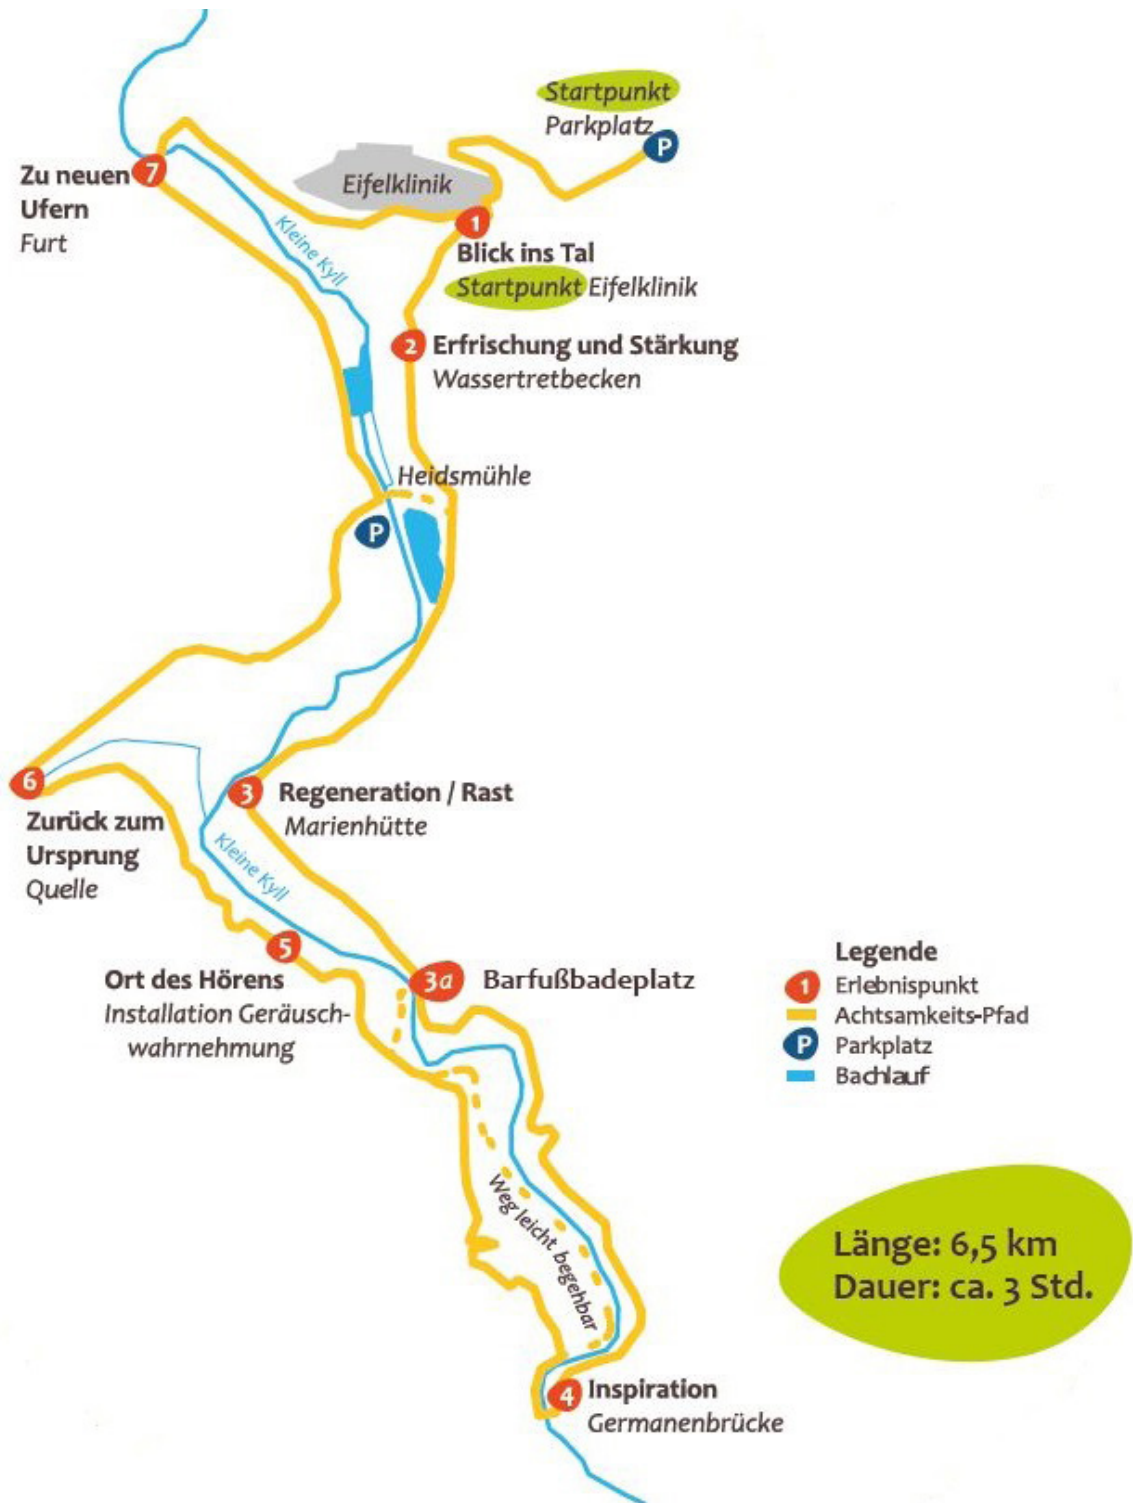 Startpunkt
Parkplatz
P
Eifelklinik
7
Zu neuen
Ufern
Furt
Kleine Kyll
1
Blick ins Tal
Startpunkt Eifelklinik
2
Erfrischung und Stärkung
Wassertretbecken
Heidsmühle
P
6
Zurück zum
Ursprung
Quelle
3
Regeneration / Rast
Marienhütte
Kleine Kyll
5
Ort des Hörens
Installation Geräusch-
wahrnehmung
3a
Barfußbadeplatz
Legende
1 Erlebnispunkt
Achtsamkeits-Pfad
P Parkplatz
Bachlauf
Weg leicht begehbar
Länge: 6,5 km
Dauer: ca. 3 Std.
4
Inspiration
Germanenbrücke